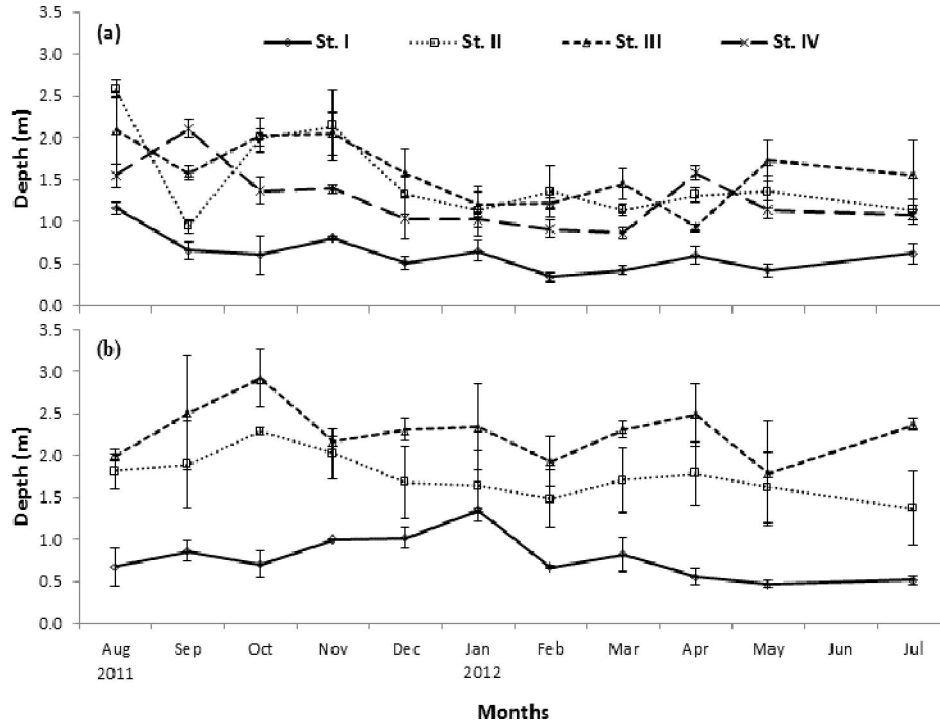 (a)
St. I St. II St. III St. IV
Depth (m)
3.5
3.0
2.5
2.0
1.5
1.0
0.5
0.0
(b)
Depth (m)
3.5
3.0
2.5
2.0
1.5
1.0
0.5
0.0
Aug Sep Oct Nov Dec Jan Feb Mar Apr May Jun Jul
2011 2012
Months